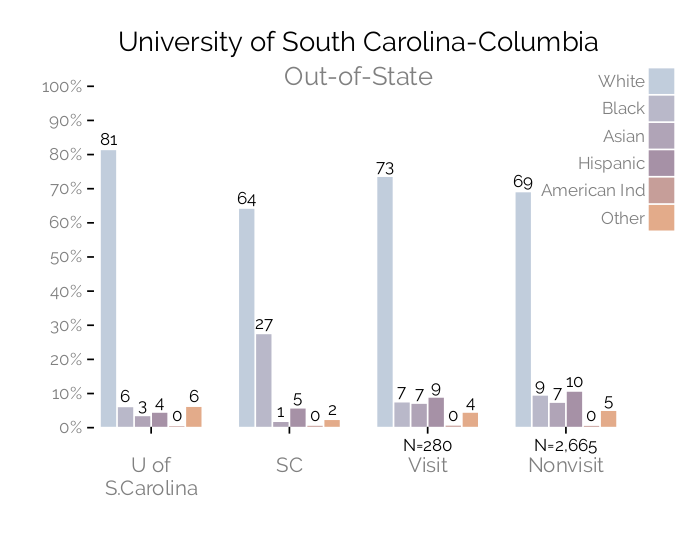 University of South Carolina-Columbia
Out-of-State
100%
90%
80%
70%
60%
50%
40%
30%
20%
10%
0%
White
Black
Asian
Hispanic
American Ind
Other
81
6
3
4
0
6
64
27
1
5
0
2
73
7
7
9
0
4
69
9
7
10
0
5
N=280
N=2,665
U of
S.Carolina
SC
Visit
Nonvisit